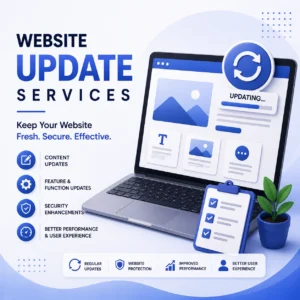 WEBSITE
UPDATE
SERVICES
Keep Your Website
Fresh. Secure. Effective.
CONTENT
UPDATES
FEATURE &
FUNCTION UPDATES
SECURITY
ENHANCEMENTS
BETTER PERFORMANCE
& USER EXPERIENCE
UPDATING...
T
REGULAR
UPDATES
WEBSITE
PROTECTION
IMPROVED
PERFORMANCE
BETTER USER
EXPERIENCE